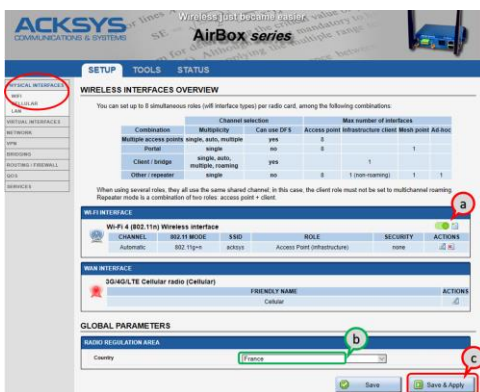 ACKSYS
COMMUNICATIONS & SYSTEMS
Wireless just became easier
AirBox series
SETUP TOOLS STATUS
PHYSICAL INTERFACES
WIFI
CELLULAR
LAN
VIRTUAL INTERFACES
NETWORK
VPN
BRIDGING
ROUTING / FIREWALL
QOS
SERVICES
WIRELESS INTERFACES OVERVIEW
You can set up to 8 simultaneous roles (wifi interface types) per radio card, among the following combinations:
Channel selection Max number of interfaces
Combination Multiplicity Can use DFS Access point Infrastructure client Mesh point Ad-hoc
Multiple access points single, auto, multiple yes 8
Portal single no 8 1
Client / bridge single, auto, multiple, roaming yes 1
Other / repeater single no 8 1 (non-roaming) 1 1
When using several roles, they all use the same shared channel; in this case, the client role must not be set to multichannel roaming.
Repeater mode is a combination of two roles: access point + client.
a
WI-FI INTERFACE
Wi-Fi 4 (802.11n) Wireless interface
CHANNEL 802.11 MODE SSID ROLE SECURITY ACTIONS
Automatic 802.11g+n acksys Access Point (infrastructure) none
WAN INTERFACE
3G/4G/LTE Cellular radio (Cellular)
FRIENDLY NAME ACTIONS
Cellular
GLOBAL PARAMETERS
b
RADIO REGULATION AREA
Country France
c
Save Save & Apply